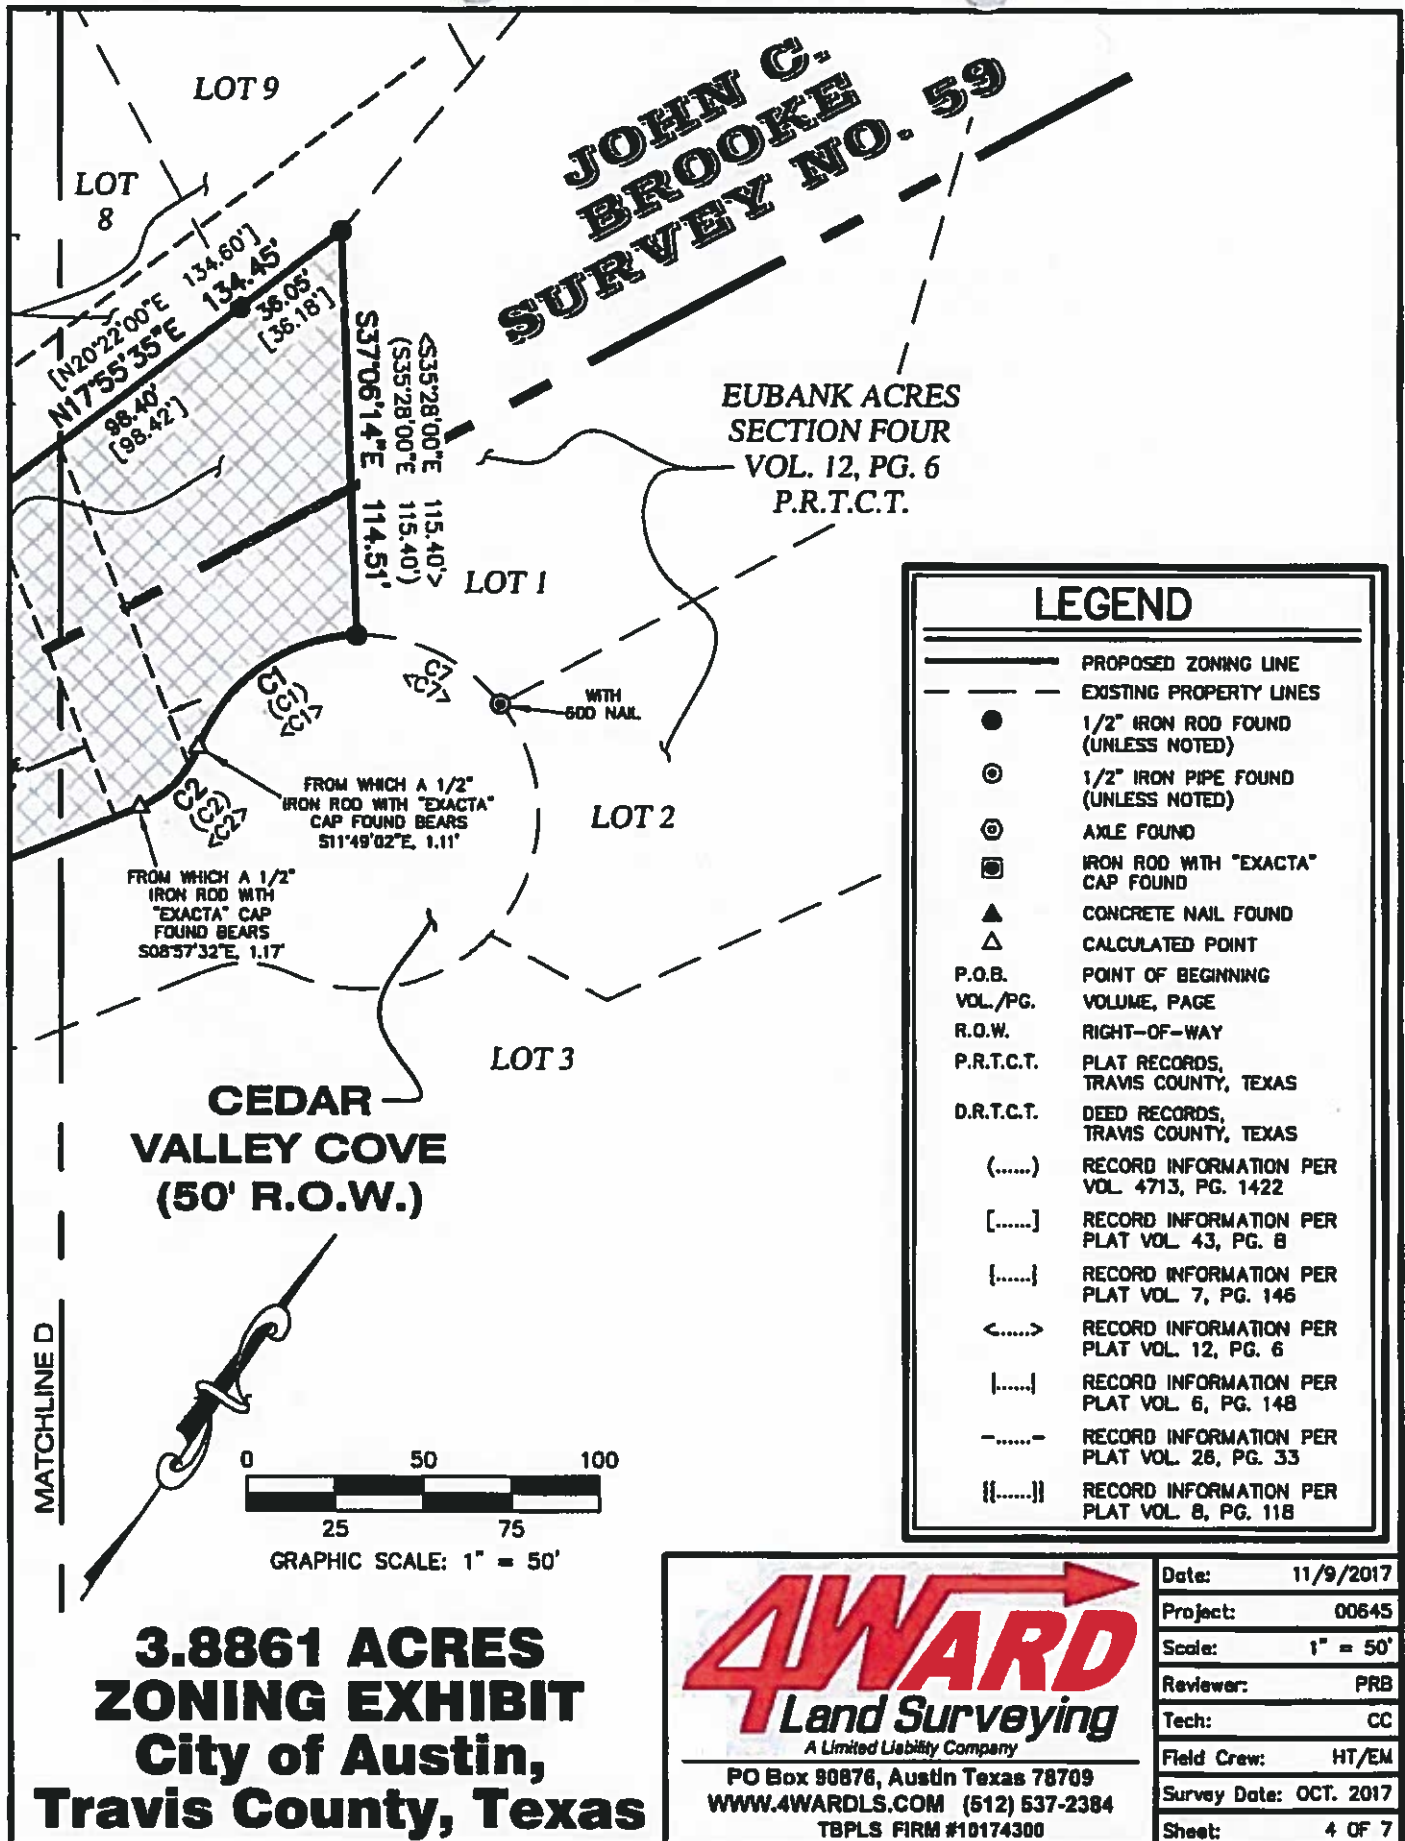 LOT 9
JOHN C.
BROOKE
SURVEY NO. 59
LOT
8
[N20°22'00"E 134.60']
N17°55'35"E 134.45'
36.05'
[36.18']
98.40'
[98.42']
S37°06'14"E 114.51'
(S35°28'00"E 115.40')
<S35°28'00"E 115.40'>
EUBANK ACRES
SECTION FOUR
VOL. 12, PG. 6
P.R.T.C.T.
LOT 1
C7
<C7>
WITH
60D NAIL
C1
(C1)
<C1>
C2
(C2)
<C2>
FROM WHICH A 1/2"
IRON ROD WITH "EXACTA"
CAP FOUND BEARS
S11°49'02"E, 1.11'
LOT 2
FROM WHICH A 1/2"
IRON ROD WITH
"EXACTA" CAP
FOUND BEARS
S08°57'32"E, 1.17'
LOT 3
CEDAR
VALLEY COVE
(50' R.O.W.)
MATCHLINE D
0 50 100
25 75
GRAPHIC SCALE: 1" = 50'
LEGEND
PROPOSED ZONING LINE
EXISTING PROPERTY LINES
1/2" IRON ROD FOUND
(UNLESS NOTED)
1/2" IRON PIPE FOUND
(UNLESS NOTED)
AXLE FOUND
IRON ROD WITH "EXACTA"
CAP FOUND
CONCRETE NAIL FOUND
CALCULATED POINT
P.O.B. POINT OF BEGINNING
VOL./PG. VOLUME, PAGE
R.O.W. RIGHT-OF-WAY
P.R.T.C.T. PLAT RECORDS,
TRAVIS COUNTY, TEXAS
D.R.T.C.T. DEED RECORDS,
TRAVIS COUNTY, TEXAS
(......) RECORD INFORMATION PER
VOL. 4713, PG. 1422
[......] RECORD INFORMATION PER
PLAT VOL. 43, PG. 8
{......} RECORD INFORMATION PER
PLAT VOL. 7, PG. 146
<......> RECORD INFORMATION PER
PLAT VOL. 12, PG. 6
|......| RECORD INFORMATION PER
PLAT VOL. 6, PG. 148
-......- RECORD INFORMATION PER
PLAT VOL. 26, PG. 33
[[......]] RECORD INFORMATION PER
PLAT VOL. 8, PG. 118
3.8861 ACRES
ZONING EXHIBIT
City of Austin,
Travis County, Texas
4WARD
Land Surveying
A Limited Liability Company
PO Box 90876, Austin Texas 78709
WWW.4WARDLS.COM (512) 537-2384
TBPLS FIRM #10174300
Date: 11/9/2017
Project: 00645
Scale: 1" = 50'
Reviewer: PRB
Tech: CC
Field Crew: HT/EM
Survey Date: OCT. 2017
Sheet: 4 OF 7